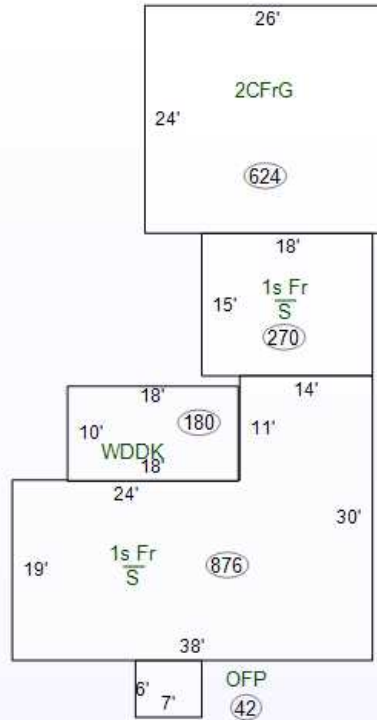 26'
2CFrG
24'
624
18'
1s Fr
S
15'
270
14'
18'
180
11'
10'
WDDK
18'
24'
30'
1s Fr
S
19'
876
38'
OFP
6'
7'
42